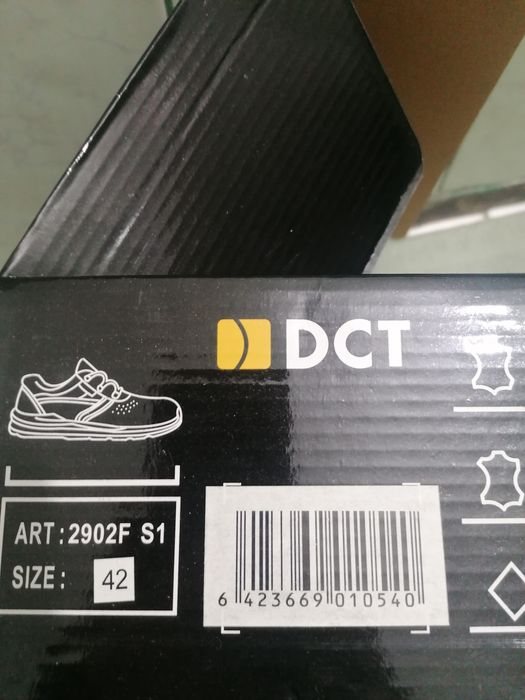 DCT
ART : 2902F S1
SIZE : 42
6 423669 010540